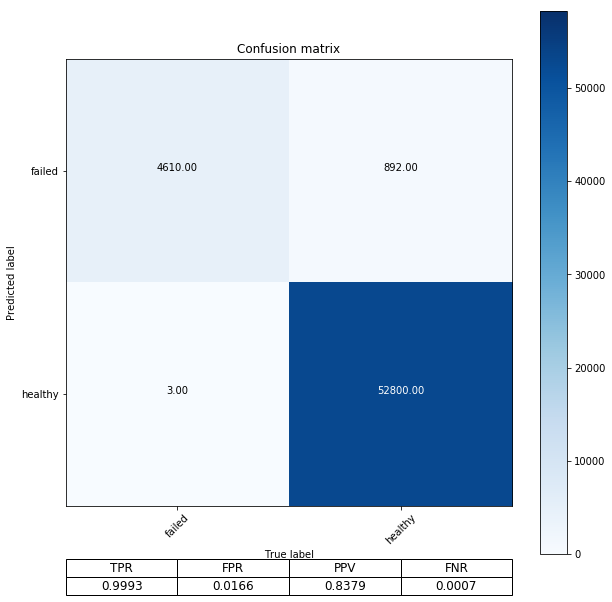 Confusion matrix
failed
4610.00
892.00
Predicted label
healthy
3.00
52800.00
failed
healthy
True label
50000
40000
30000
20000
10000
0
TPR FPR PPV FNR
0.9993 0.0166 0.8379 0.0007